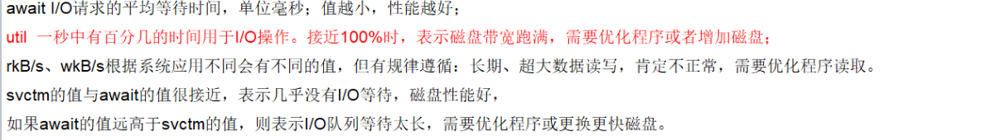 await I/O请求的平均等待时间，单位毫秒；值越小，性能越好；
util 一秒中有百分几的时间用于I/O操作。接近100%时，表示磁盘带宽跑满，需要优化程序或者增加磁盘；
rkB/s、wkB/s根据系统应用不同会有不同的值，但有规律遵循：长期、超大数据读写，肯定不正常，需要优化程序读取。
svctm的值与await的值很接近，表示几乎没有I/O等待，磁盘性能好，
如果await的值远高于svctm的值，则表示I/O队列等待太长，需要优化程序或更换更快磁盘。